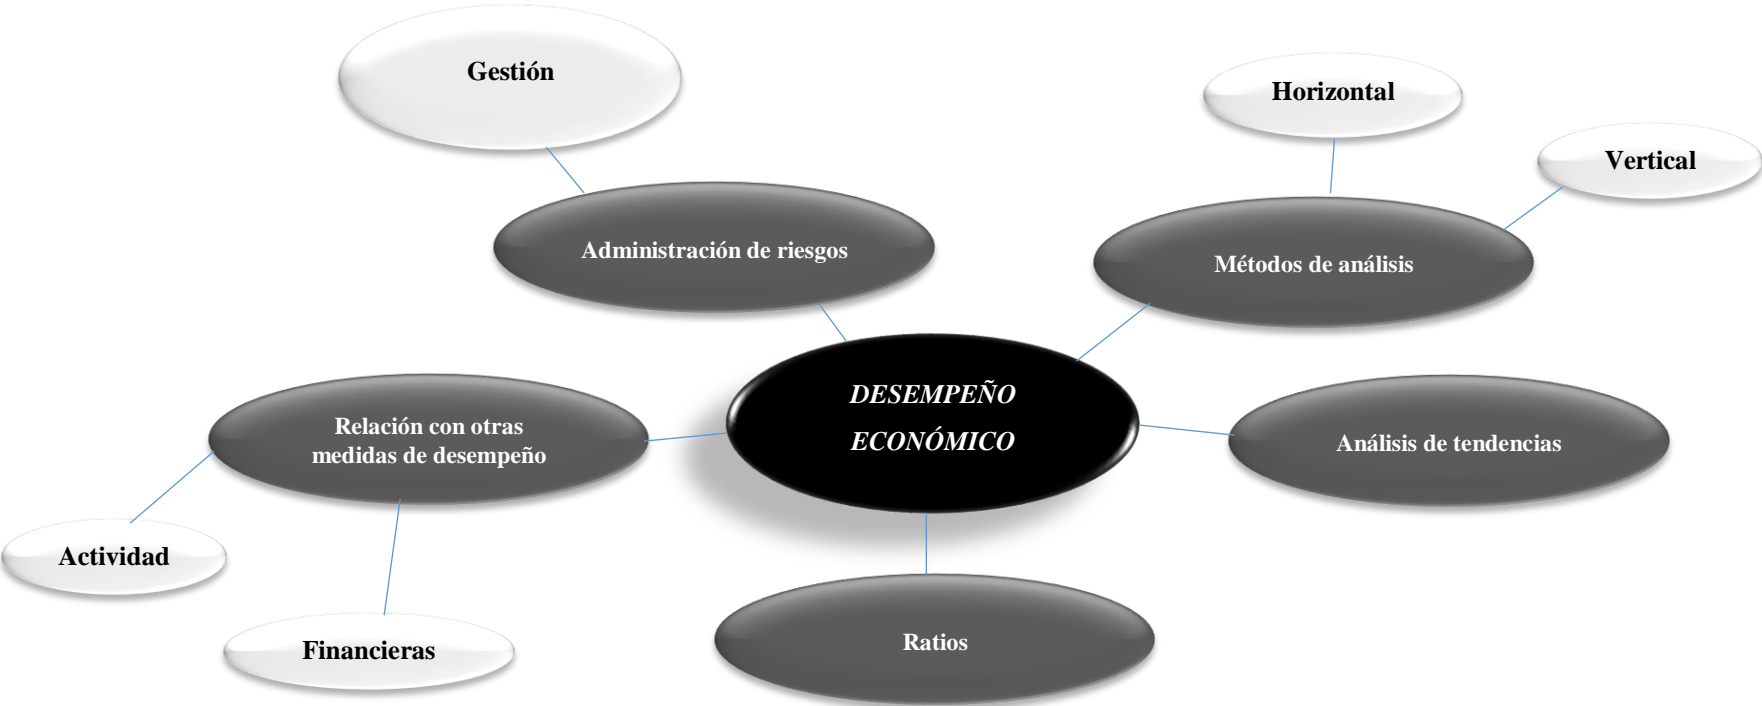 Gestión
Horizontal
Vertical
Administración de riesgos
Métodos de análisis
DESEMPEÑO
ECONÓMICO
Relación con otras
medidas de desempeño
Análisis de tendencias
Actividad
Financieras
Ratios